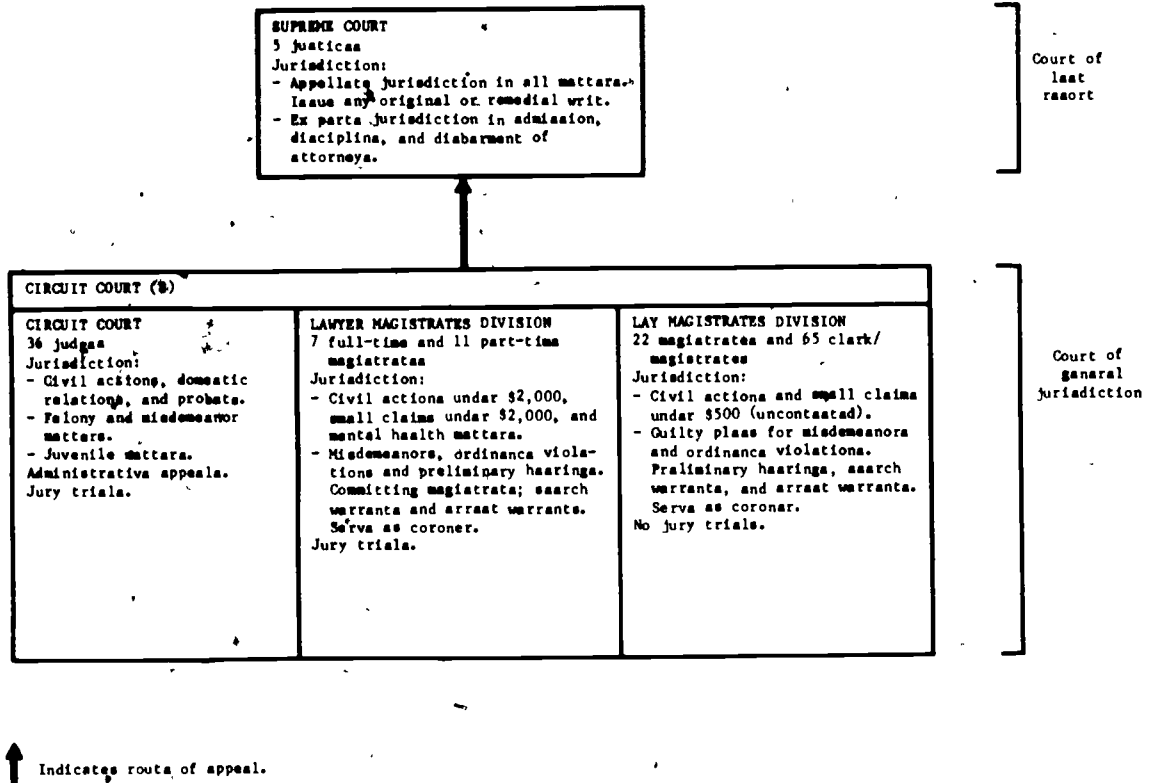 SUPREME COURT
5 justices
Jurisdiction:
- Appellate jurisdiction in all matters.
Issue any original or remedial writ.
- Ex parte jurisdiction in admission,
discipline, and disbarment of
attorneys.
Court of
last
resort
CIRCUIT COURT (8)
CIRCUIT COURT
36 judges
Jurisdiction:
- Civil actions, domestic
relations, and probate.
- Felony and misdemeanor
matters.
- Juvenile matters.
Administrative appeals.
Jury trials.
LAWYER MAGISTRATES DIVISION
7 full-time and 11 part-time
magistrates
Jurisdiction:
- Civil actions under $2,000,
small claims under $2,000, and
mental health matters.
- Misdemeanors, ordinance viola-
tions and preliminary hearings.
Committing magistrate; search
warrants and arrest warrants.
Serve as coroner.
Jury trials.
LAY MAGISTRATES DIVISION
22 magistrates and 65 clerk/
magistrates
Jurisdiction:
- Civil actions and small claims
under $500 (uncontested).
- Guilty pleas for misdemeanors
and ordinance violations.
Preliminary hearings, search
warrants, and arrest warrants.
Serve as coroner.
No jury trials.
Court of
general
jurisdiction
Indicates route of appeal.